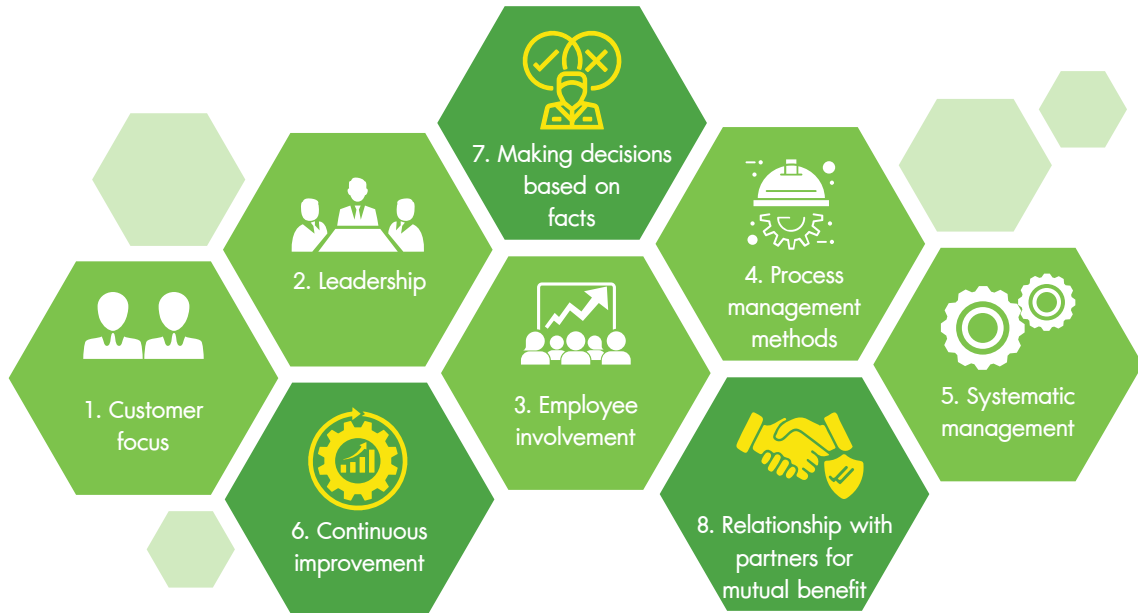 1. Customer
focus
2. Leadership
3. Employee
involvement
4. Process
management
methods
5. Systematic
management
6. Continuous
improvement
7. Making decisions
based on
facts
8. Relationship with
partners for
mutual benefit